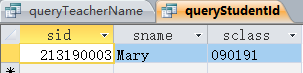 queryTeacherName queryStudentId
sid sname sclass
213190003 Mary 090191